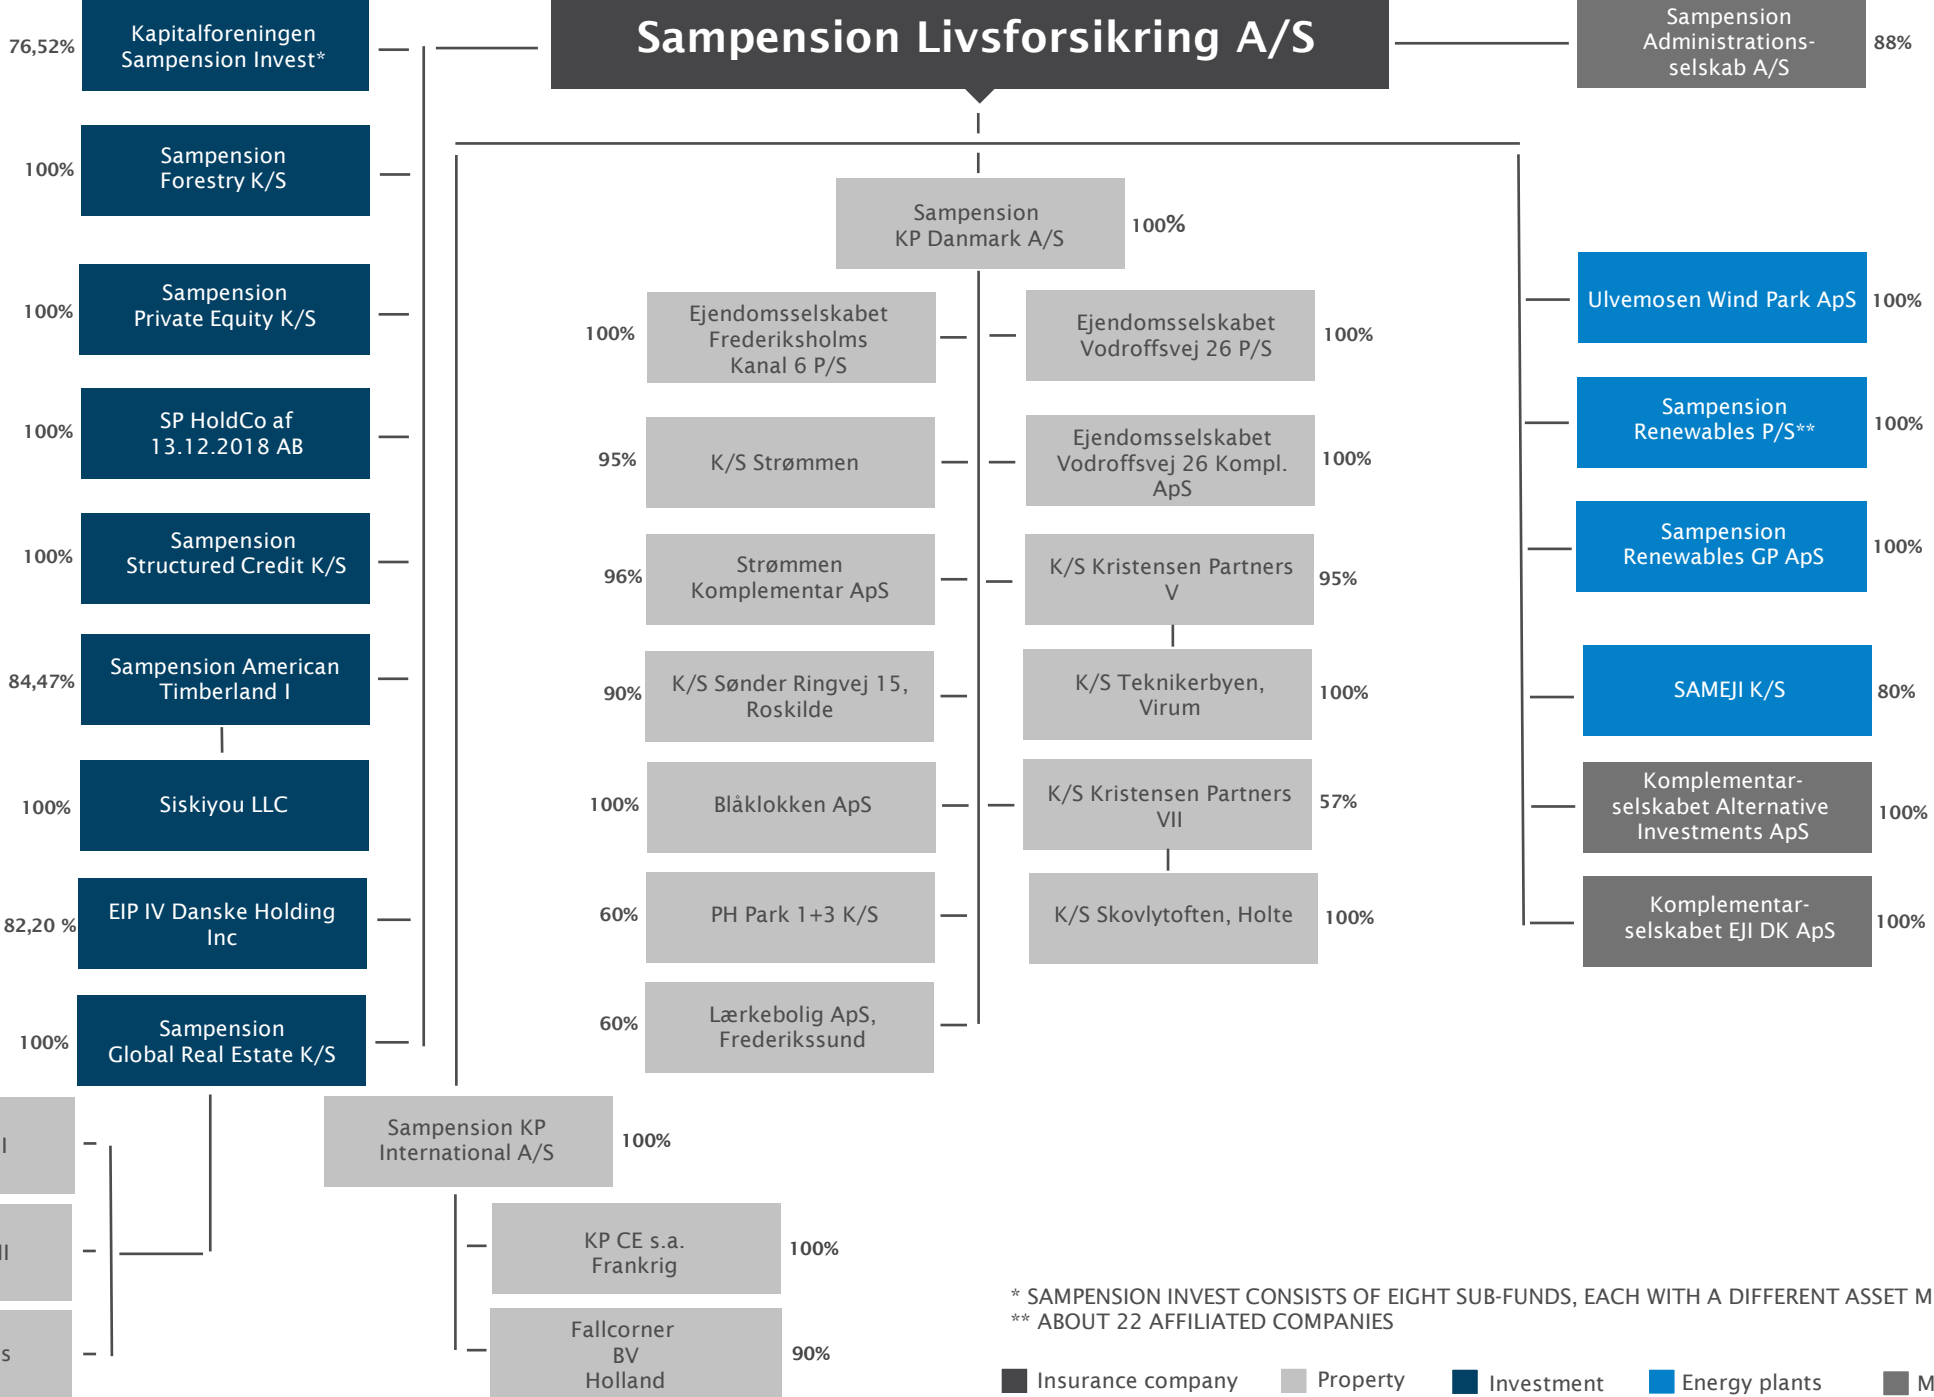 76,52%
Kapitalforeningen
Sampension Invest*
Sampension Livsforsikring A/S
Sampension
Administrations-
selskab A/S
88%
100%
Sampension
Forestry K/S
Sampension
KP Danmark A/S
100%
100%
Sampension
Private Equity K/S
100%
SP HoldCo af
13.12.2018 AB
100%
Sampension
Structured Credit K/S
84,47%
Sampension American
Timberland I
100%
Siskiyou LLC
82,20 %
EIP IV Danske Holding
Inc
100%
Sampension
Global Real Estate K/S
100%
Ejendomsselskabet
Frederiksholms
Kanal 6 P/S
95%
K/S Strømmen
96%
Strømmen
Komplementar ApS
90%
K/S Sønder Ringvej 15,
Roskilde
100%
Blåklokken ApS
60%
PH Park 1+3 K/S
60%
Lærkebolig ApS,
Frederikssund
Ejendomsselskabet
Vodroffsvej 26 P/S
100%
Ejendomsselskabet
Vodroffsvej 26 Kompl.
ApS
100%
K/S Kristensen Partners
V
95%
K/S Teknikerbyen,
Virum
100%
K/S Kristensen Partners
VII
57%
K/S Skovlytoften, Holte
100%
Ulvemosen Wind Park ApS
100%
Sampension
Renewables P/S**
100%
Sampension
Renewables GP ApS
100%
SAMEJI K/S
80%
Komplementar-
selskabet Alternative
Investments ApS
100%
Komplementar-
selskabet EJI DK ApS
100%
I
II
s
Sampension KP
International A/S
100%
KP CE s.a.
Frankrig
100%
Fallcorner
BV
Holland
90%
* SAMPENSION INVEST CONSISTS OF EIGHT SUB-FUNDS, EACH WITH A DIFFERENT ASSET M
** ABOUT 22 AFFILIATED COMPANIES
Insurance company
Property
Investment
Energy plants
M